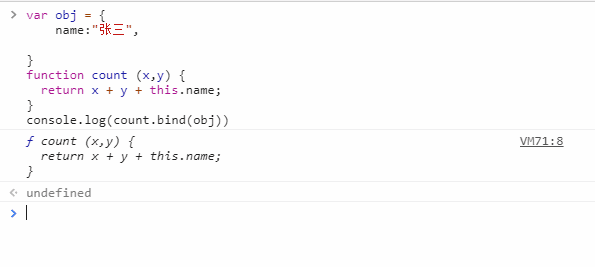 > var obj = {
name:"张三",
}
function count (x,y) {
return x + y + this.name;
}
console.log(count.bind(obj))
ƒ count (x,y) { VM71:8
return x + y + this.name;
}
undefined
>